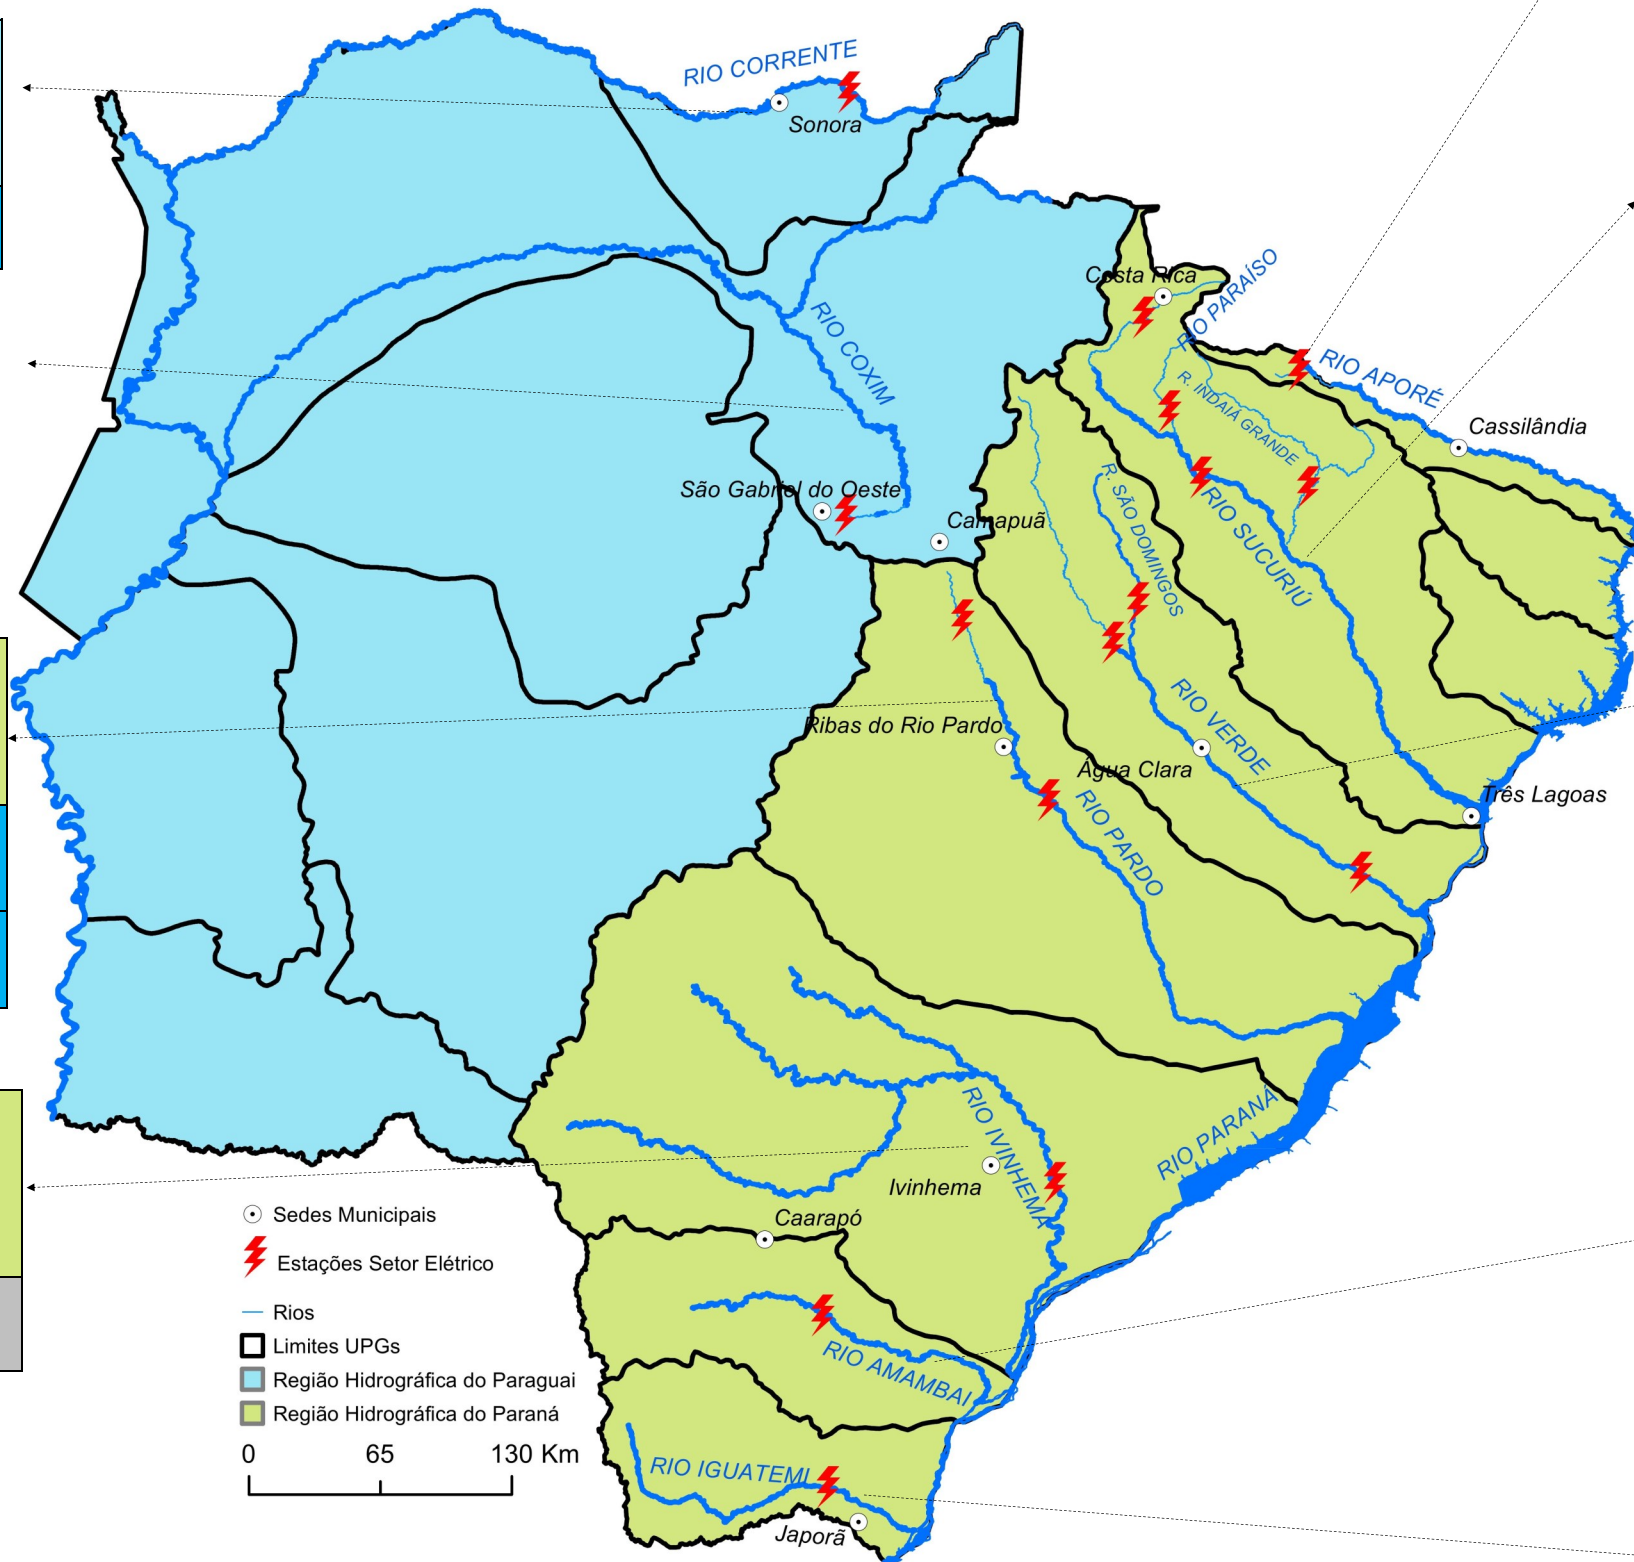 RIO CORRENTE
Sonora
Costa Rica
RIO PARAÍSO
RIO COXIM
RIO APORÉ
R. INDAIÁ GRANDE
Cassilândia
São Gabriel do Oeste
Camapuã
R. SÃO DOMINGOS
RIO SUCURIÚ
Ribas do Rio Pardo
RIO VERDE
Água Clara
Três Lagoas
RIO PARDO
RIO IVINHEMA
RIO PARANÁ
Ivinhema
Caarapó
Sedes Municipais
Estações Setor Elétrico
Rios
Limites UPGs
Região Hidrográfica do Paraguai
Região Hidrográfica do Paraná
0 65 130 Km
RIO AMAMBAI
RIO IGUATEMI
Japorã